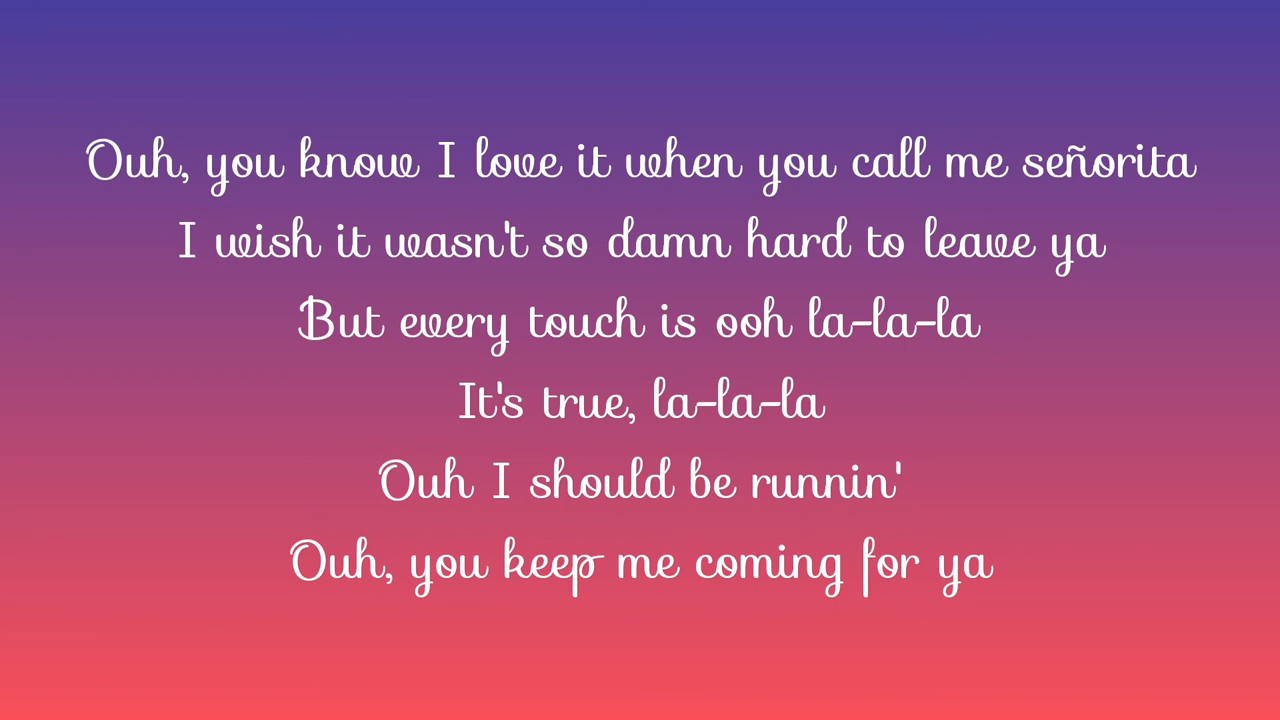 Ouh, you know I love it when you call me señorita
I wish it wasn't so damn hard to leave ya
But every touch is ooh la-la-la
It's true, la-la-la
Ouh I should be runnin'
Ouh, you keep me coming for ya